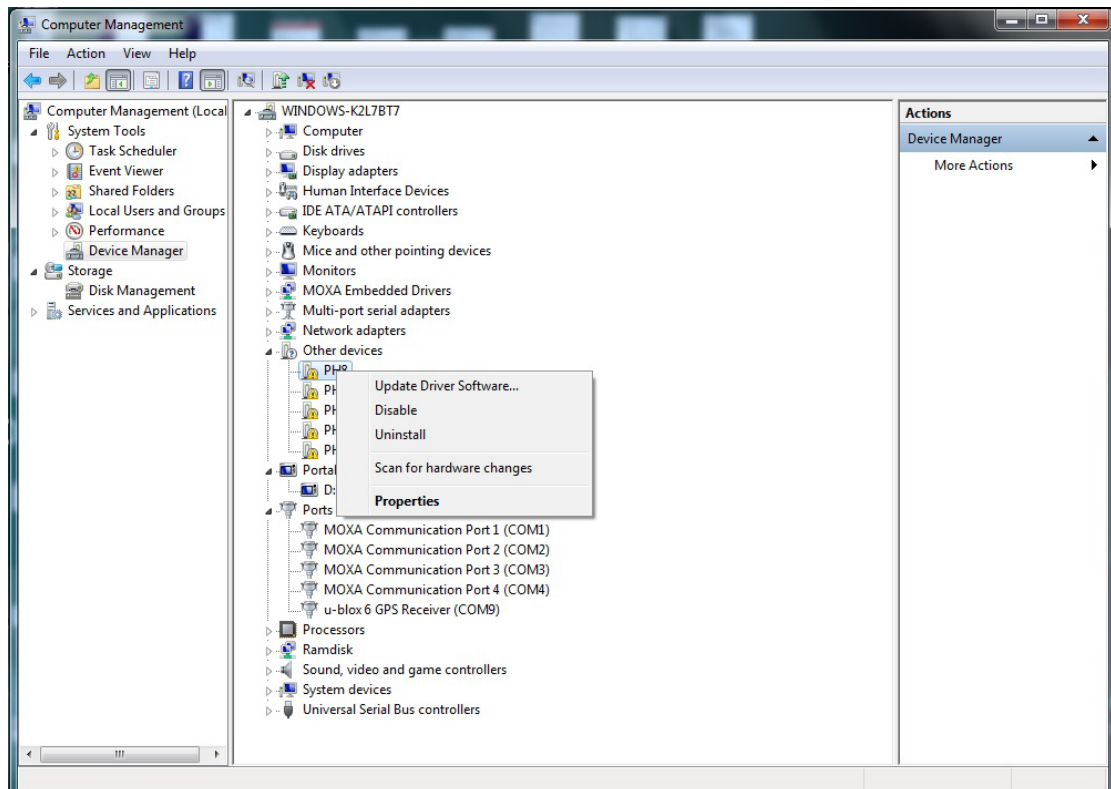 Computer Management
File Action View Help
Computer Management (Local
System Tools
Task Scheduler
Event Viewer
Shared Folders
Local Users and Groups
Performance
Device Manager
Storage
Disk Management
Services and Applications
WINDOWS-K2L7BT7
Computer
Disk drives
Display adapters
Human Interface Devices
IDE ATA/ATAPI controllers
Keyboards
Mice and other pointing devices
Monitors
MOXA Embedded Drivers
Multi-port serial adapters
Network adapters
Other devices
PH8
PH
PH
PH
PH
Update Driver Software...
Disable
Uninstall
Scan for hardware changes
Properties
Portal
D:
Ports
MOXA Communication Port 1 (COM1)
MOXA Communication Port 2 (COM2)
MOXA Communication Port 3 (COM3)
MOXA Communication Port 4 (COM4)
u-blox 6 GPS Receiver (COM9)
Processors
Ramdisk
Sound, video and game controllers
System devices
Universal Serial Bus controllers
Actions
Device Manager
More Actions